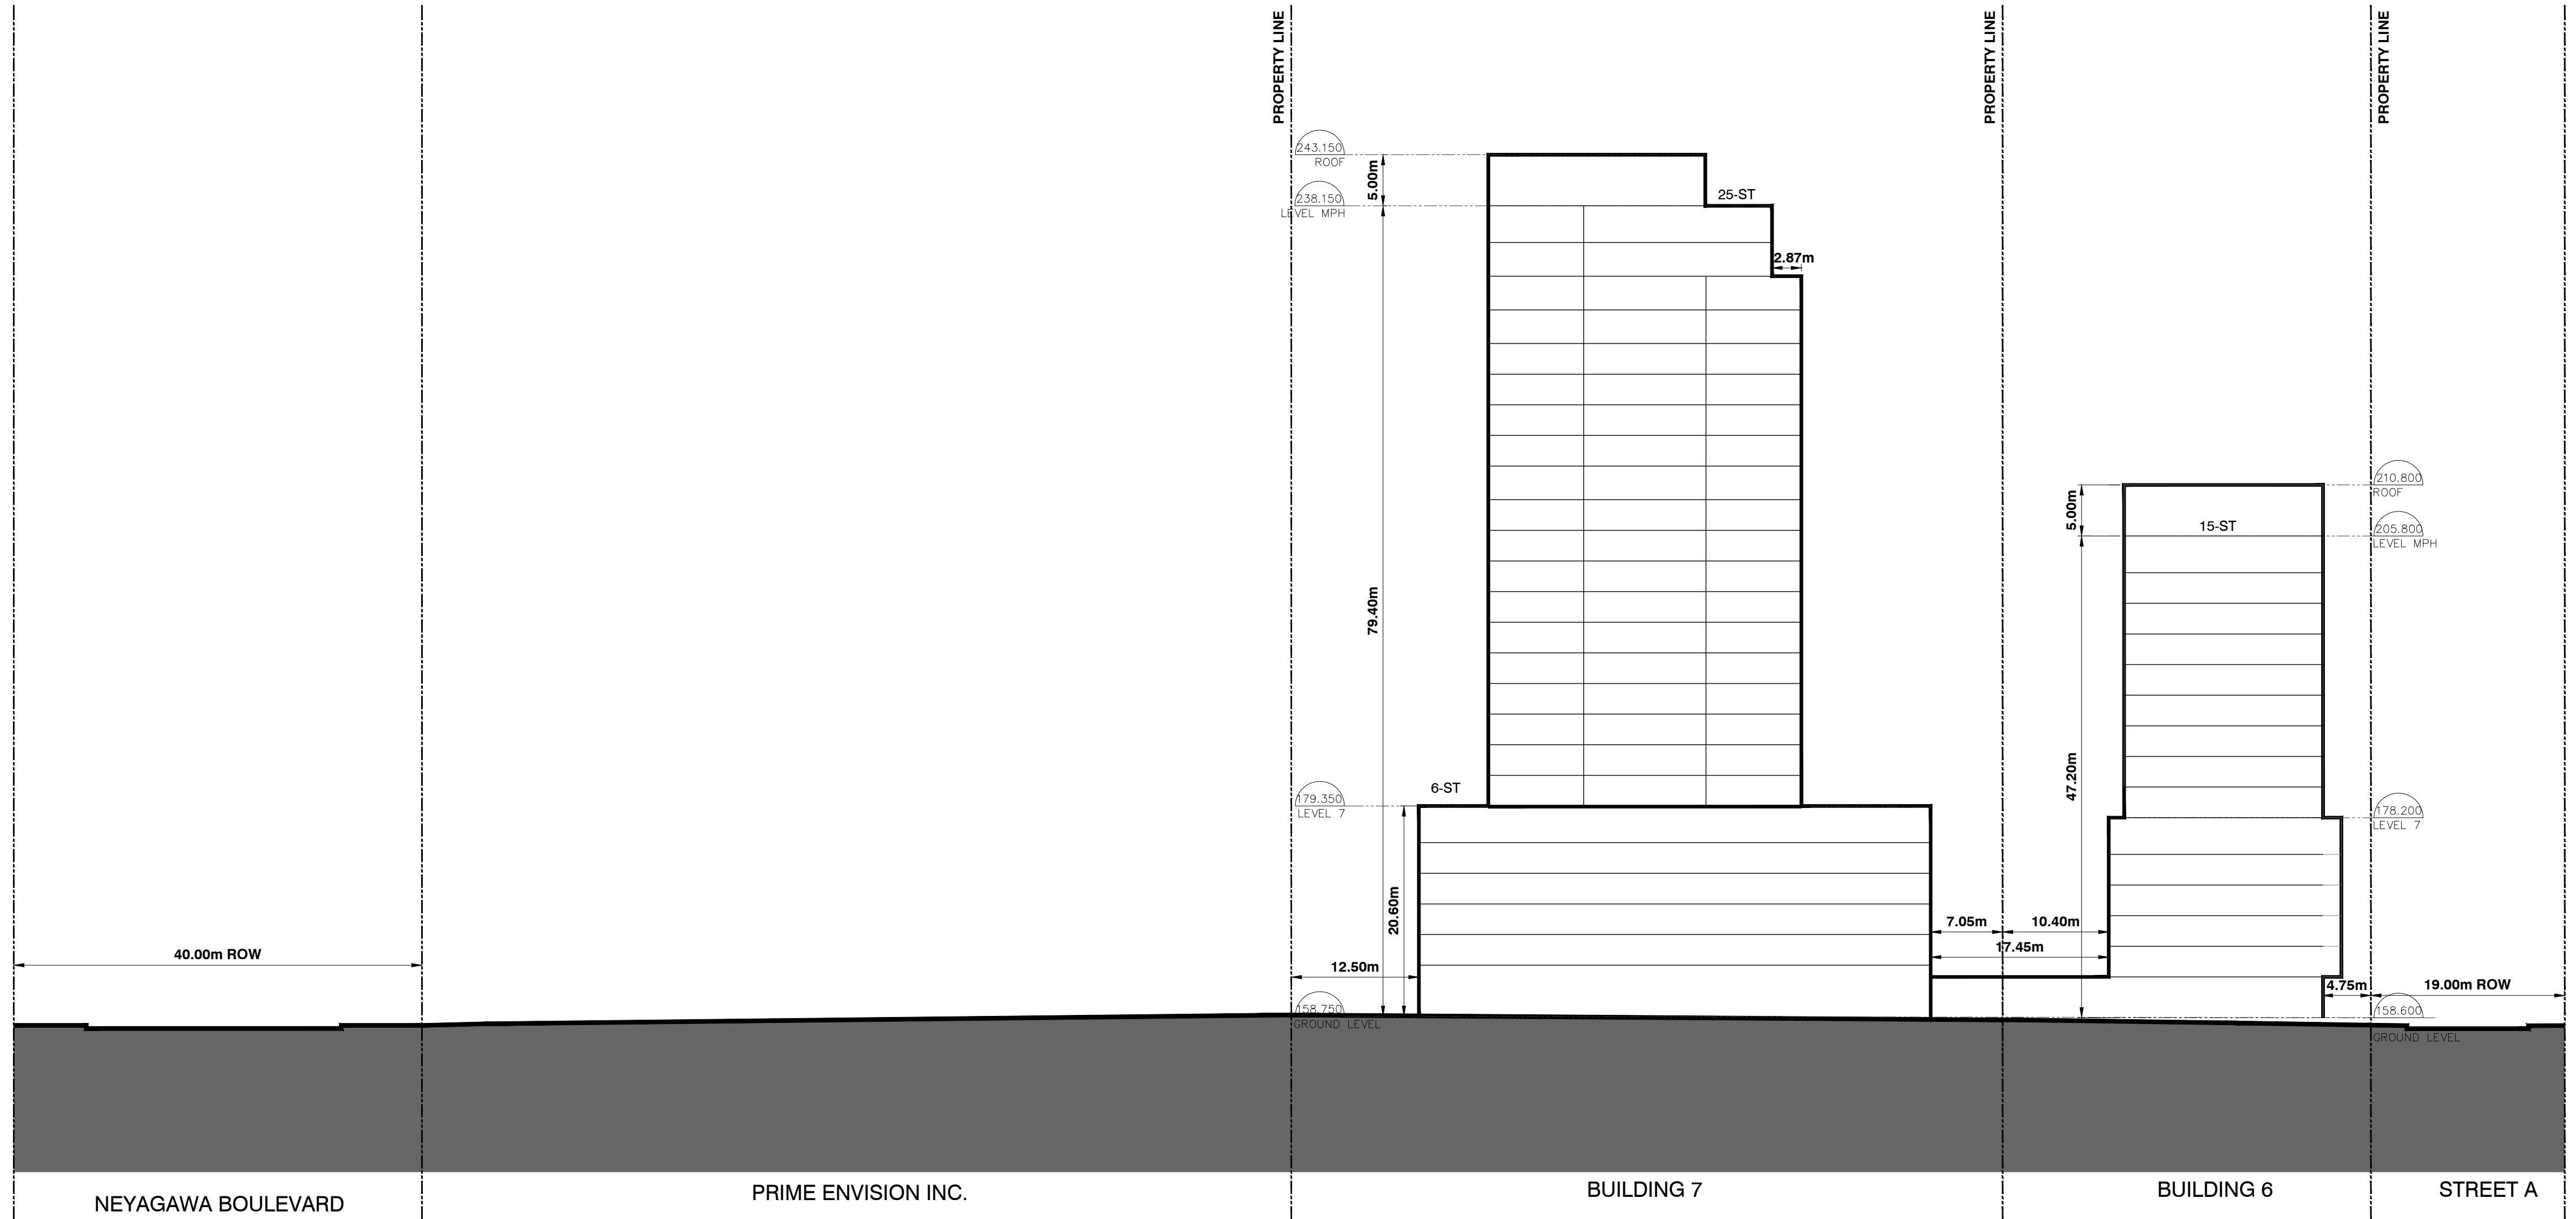 PROPERTY LINE
PROPERTY LINE
PROPERTY LINE
243.150
ROOF
5.00m
238.150
LEVEL MPH
25-ST
2.87m
79.40m
210.800
ROOF
5.00m
15-ST
205.800
LEVEL MPH
47.20m
6-ST
179.350
LEVEL 7
178.200
LEVEL 7
20.60m
7.05m
10.40m
17.45m
40.00m ROW
12.50m
4.75m
19.00m ROW
158.750
GROUND LEVEL
158.600
GROUND LEVEL
NEYAGAWA BOULEVARD
PRIME ENVISION INC.
BUILDING 7
BUILDING 6
STREET A